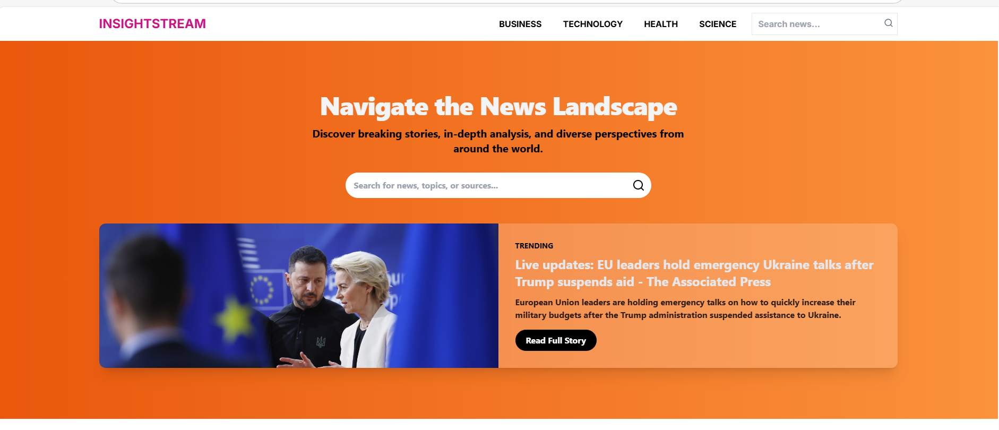 INSIGHTSTREAM
BUSINESS TECHNOLOGY HEALTH SCIENCE Search news...
Navigate the News Landscape
Discover breaking stories, in-depth analysis, and diverse perspectives from
around the world.
Search for news, topics, or sources...
TRENDING
Live updates: EU leaders hold emergency Ukraine talks after
Trump suspends aid - The Associated Press
European Union leaders are holding emergency talks on how to quickly increase their
military budgets after the Trump administration suspended assistance to Ukraine.
Read Full Story